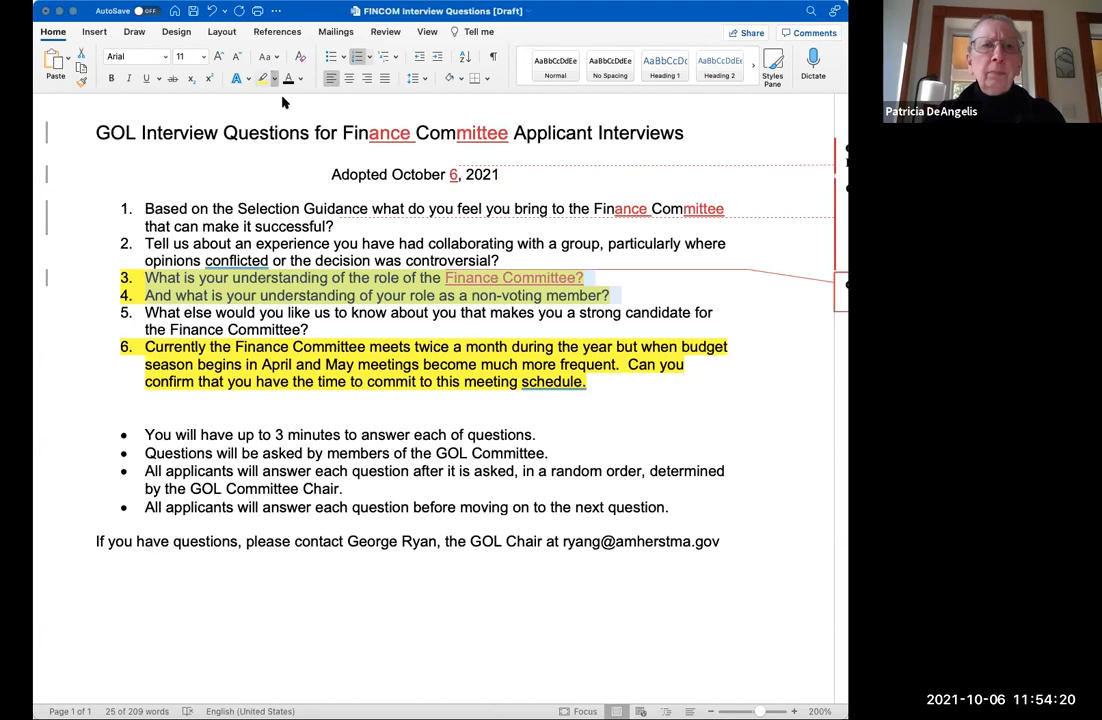 AutoSave OFF
FINCOM Interview Questions [Draft]
Home Insert Draw Design Layout References Mailings Review View Tell me Share Comments
Paste
Arial 11
Aa
AaBbCcDdEe Normal
AaBbCcDdEe No Spacing
AaBbCcDc Heading 1
AaBbCcDdEe Heading 2
Styles Pane
Dictate
Patricia DeAngelis
GOL Interview Questions for Finance Committee Applicant Interviews
Adopted October 6, 2021
1. Based on the Selection Guidance what do you feel you bring to the Finance Committee
that can make it successful?
2. Tell us about an experience you have had collaborating with a group, particularly where
opinions conflicted or the decision was controversial?
3. What is your understanding of the role of the Finance Committee?
4. And what is your understanding of your role as a non-voting member?
5. What else would you like us to know about you that makes you a strong candidate for
the Finance Committee?
6. Currently the Finance Committee meets twice a month during the year but when budget
season begins in April and May meetings become much more frequent. Can you
confirm that you have the time to commit to this meeting schedule.
• You will have up to 3 minutes to answer each of questions.
• Questions will be asked by members of the GOL Committee.
• All applicants will answer each question after it is asked, in a random order, determined
by the GOL Committee Chair.
• All applicants will answer each question before moving on to the next question.
If you have questions, please contact George Ryan, the GOL Chair at ryang@amherstma.gov
2021-10-06 11:54:20
Page 1 of 1 25 of 209 words English (United States) Focus 200%